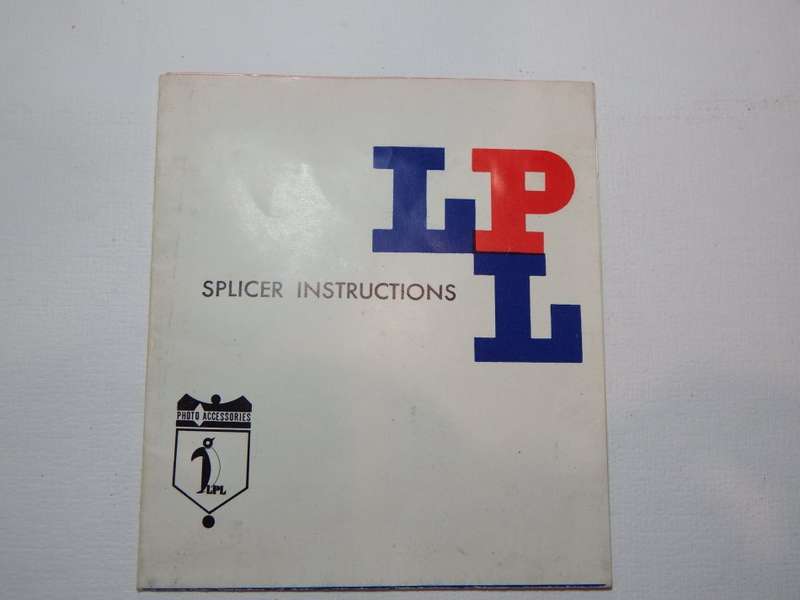 LPL
SPLICER INSTRUCTIONS
PHOTO ACCESSORIES
LPL